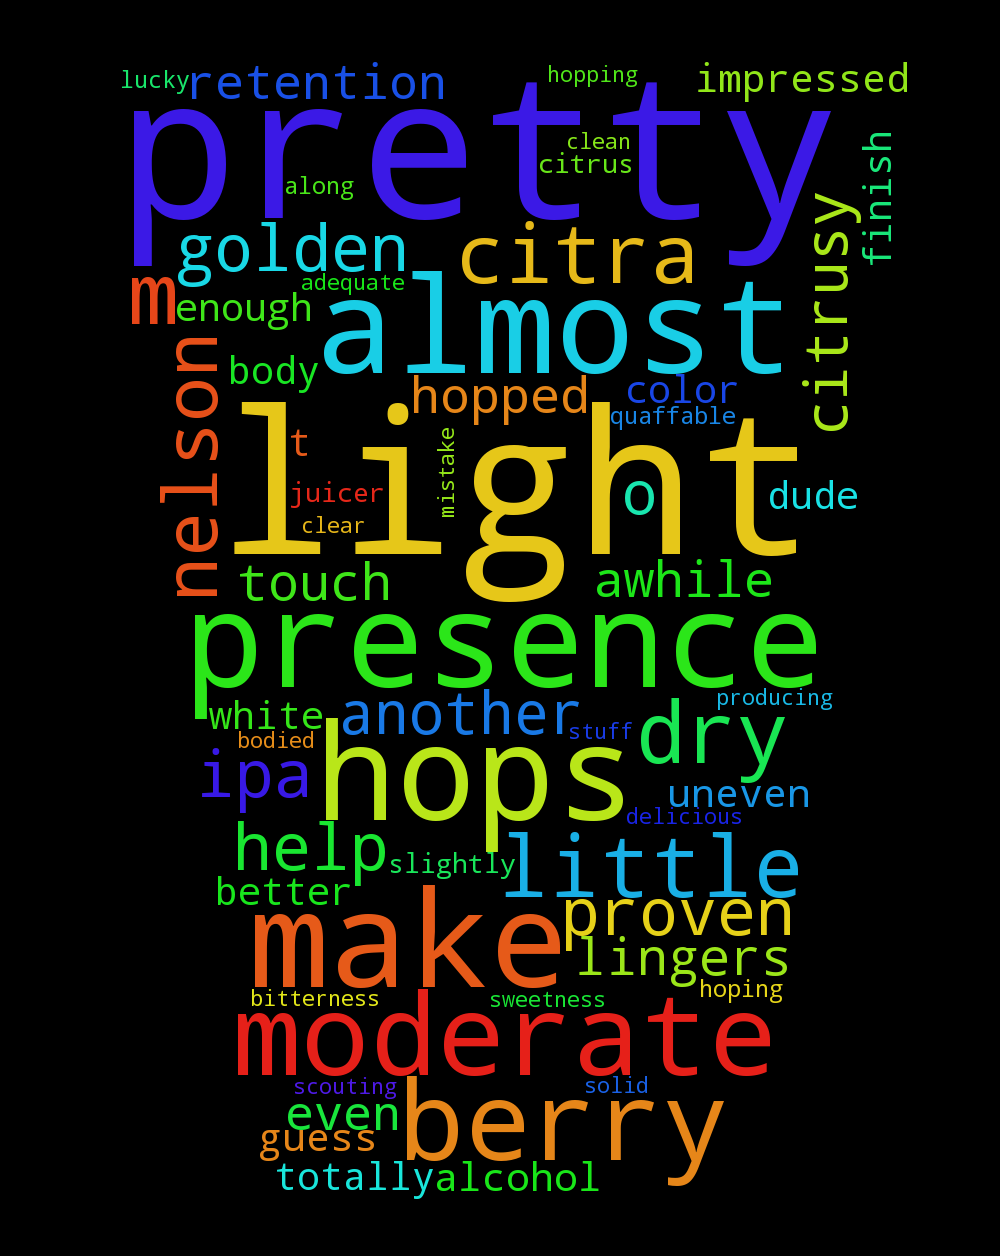 lucky
retention
hopping
impressed
pretty
clean
citrus
along
finish
golden
citra
citrusy
m
adequate
enough
almost
nelson
body
hopped
color
quaffable
light
t
mistake
juicer
o
dude
clear
touch
awhile
presence
white
another
producing
bodied
stuff
dry
hops
ipa
uneven
delicious
help
slightly
little
better
make
proven
lingers
bitterness
sweetness
hoping
moderate
scouting
solid
even
berry
guess
totally
alcohol